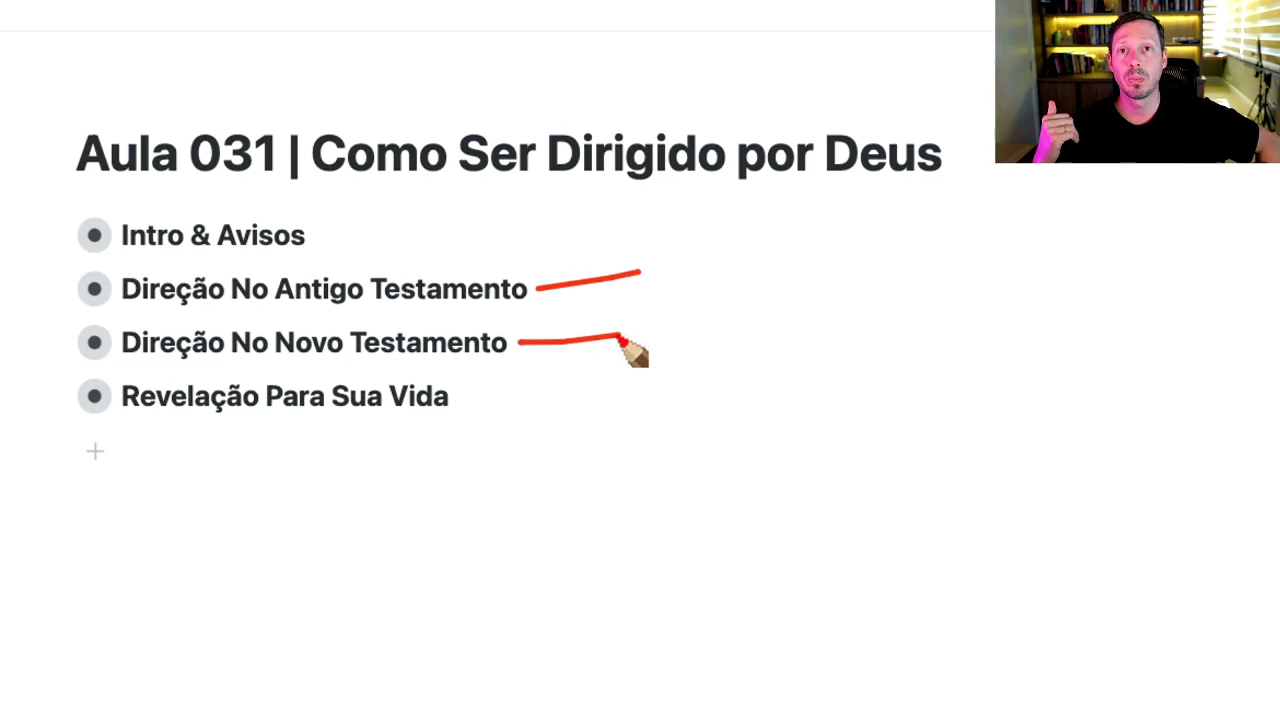 Aula 031 | Como Ser Dirigido por Deus
Intro & Avisos
Direção No Antigo Testamento
Direção No Novo Testamento
Revelação Para Sua Vida